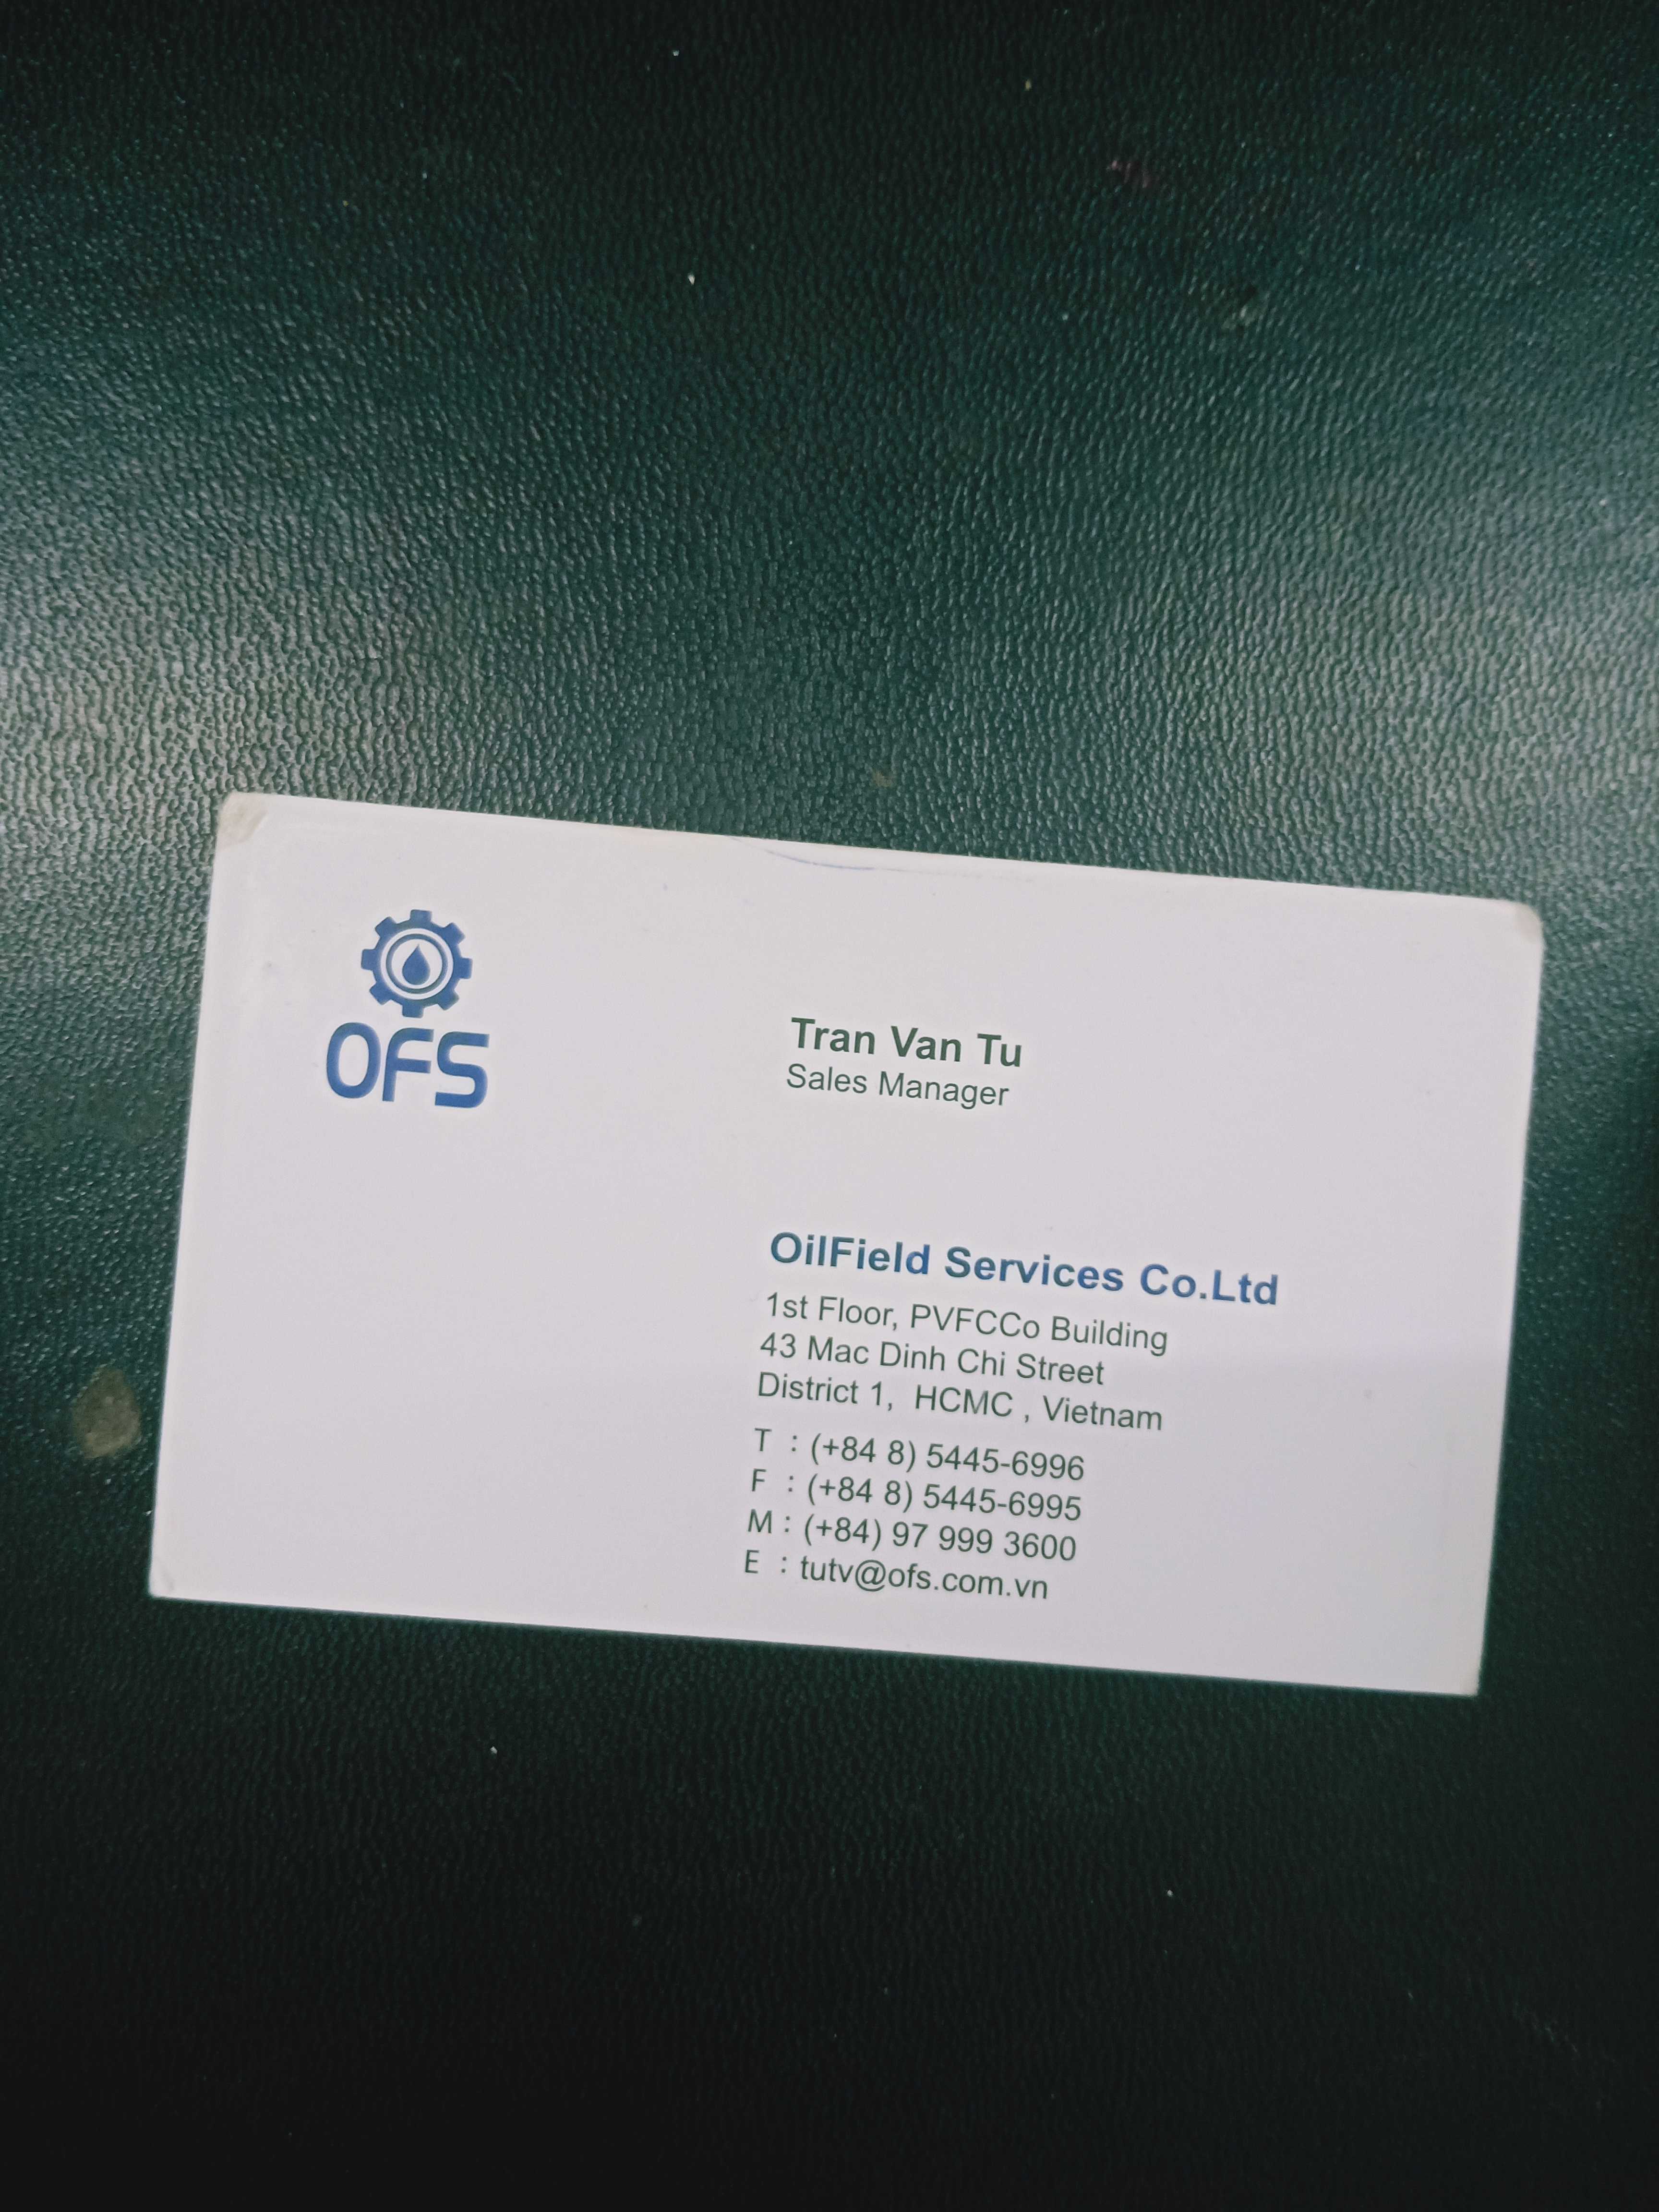 OFS
Tran Van Tu
Sales Manager
OilField Services Co.Ltd
1st Floor, PVFCCo Building
43 Mac Dinh Chi Street
District 1, HCMC , Vietnam
T : (+84 8) 5445-6996
F : (+84 8) 5445-6995
M : (+84) 97 999 3600
E : tutv@ofs.com.vn